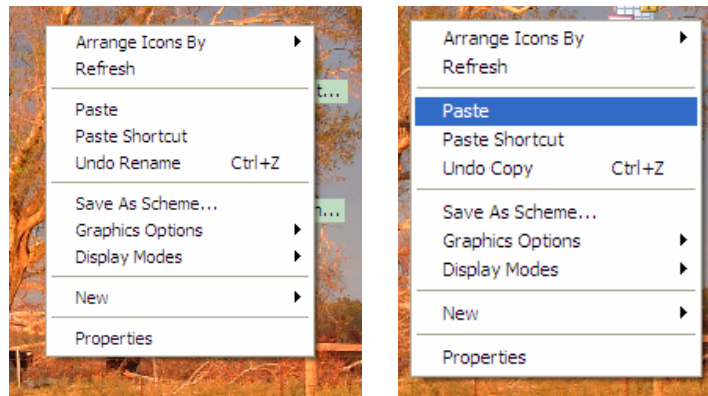 Arrange Icons By
Refresh
t...
Paste
Paste Shortcut
Undo Rename Ctrl+Z
Save As Scheme...
n...
Graphics Options
Display Modes
New
Properties
Arrange Icons By
Refresh
Paste
Paste Shortcut
Undo Copy Ctrl+Z
Save As Scheme...
Graphics Options
Display Modes
New
Properties